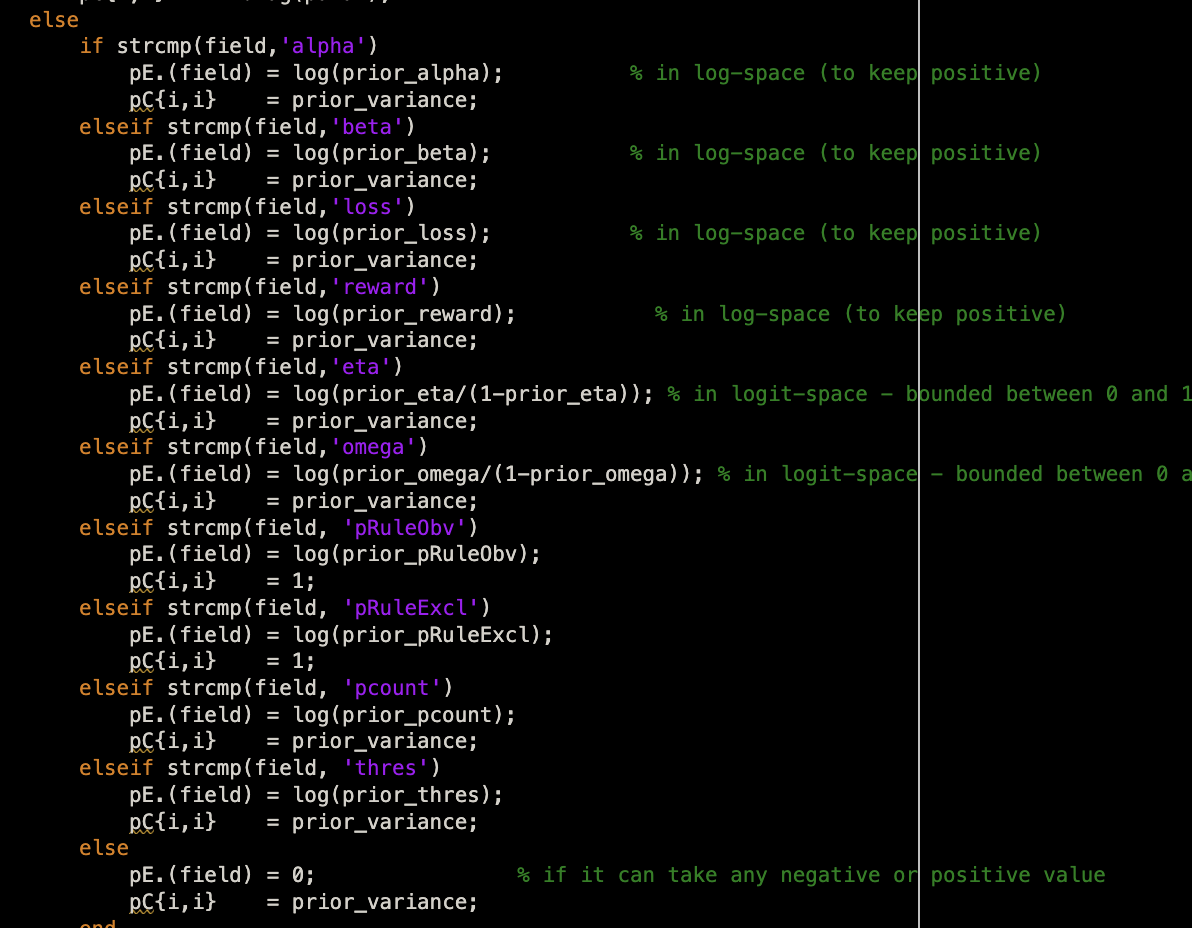 else
if strcmp(field,'alpha')
pE.(field) = log(prior_alpha); % in log-space (to keep positive)
pC{i,i} = prior_variance;
elseif strcmp(field,'beta')
pE.(field) = log(prior_beta); % in log-space (to keep positive)
pC{i,i} = prior_variance;
elseif strcmp(field,'loss')
pE.(field) = log(prior_loss); % in log-space (to keep positive)
pC{i,i} = prior_variance;
elseif strcmp(field,'reward')
pE.(field) = log(prior_reward); % in log-space (to keep positive)
pC{i,i} = prior_variance;
elseif strcmp(field,'eta')
pE.(field) = log(prior_eta/(1-prior_eta)); % in logit-space - bounded between 0 and 1
pC{i,i} = prior_variance;
elseif strcmp(field,'omega')
pE.(field) = log(prior_omega/(1-prior_omega)); % in logit-space - bounded between 0 a
pC{i,i} = prior_variance;
elseif strcmp(field, 'pRuleObv')
pE.(field) = log(prior_pRuleObv);
pC{i,i} = 1;
elseif strcmp(field, 'pRuleExcl')
pE.(field) = log(prior_pRuleExcl);
pC{i,i} = 1;
elseif strcmp(field, 'pcount')
pE.(field) = log(prior_pcount);
pC{i,i} = prior_variance;
elseif strcmp(field, 'thres')
pE.(field) = log(prior_thres);
pC{i,i} = prior_variance;
else
pE.(field) = 0; % if it can take any negative or positive value
pC{i,i} = prior_variance;
end